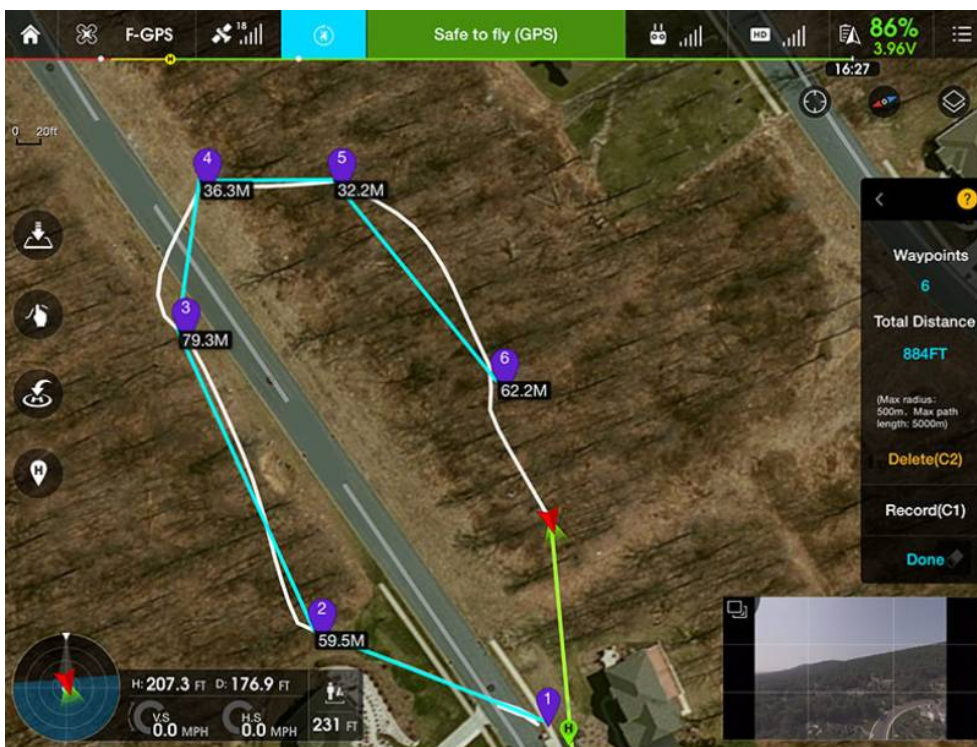 F-GPS
18
Safe to fly (GPS)
HD
86%
3.96V
H
16:27
0 20ft
4
36.3M
5
32.2M
?
Waypoints
6
Total Distance
884FT
(Max radius:
500m, Max path
length: 5000m)
Delete(C2)
Record(C1)
Done
3
79.3M
6
62.2M
H
2
59.5M
1
H
H: 207.3 FT D: 176.9 FT
V.S
0.0 MPH
H.S
0.0 MPH
231 FT